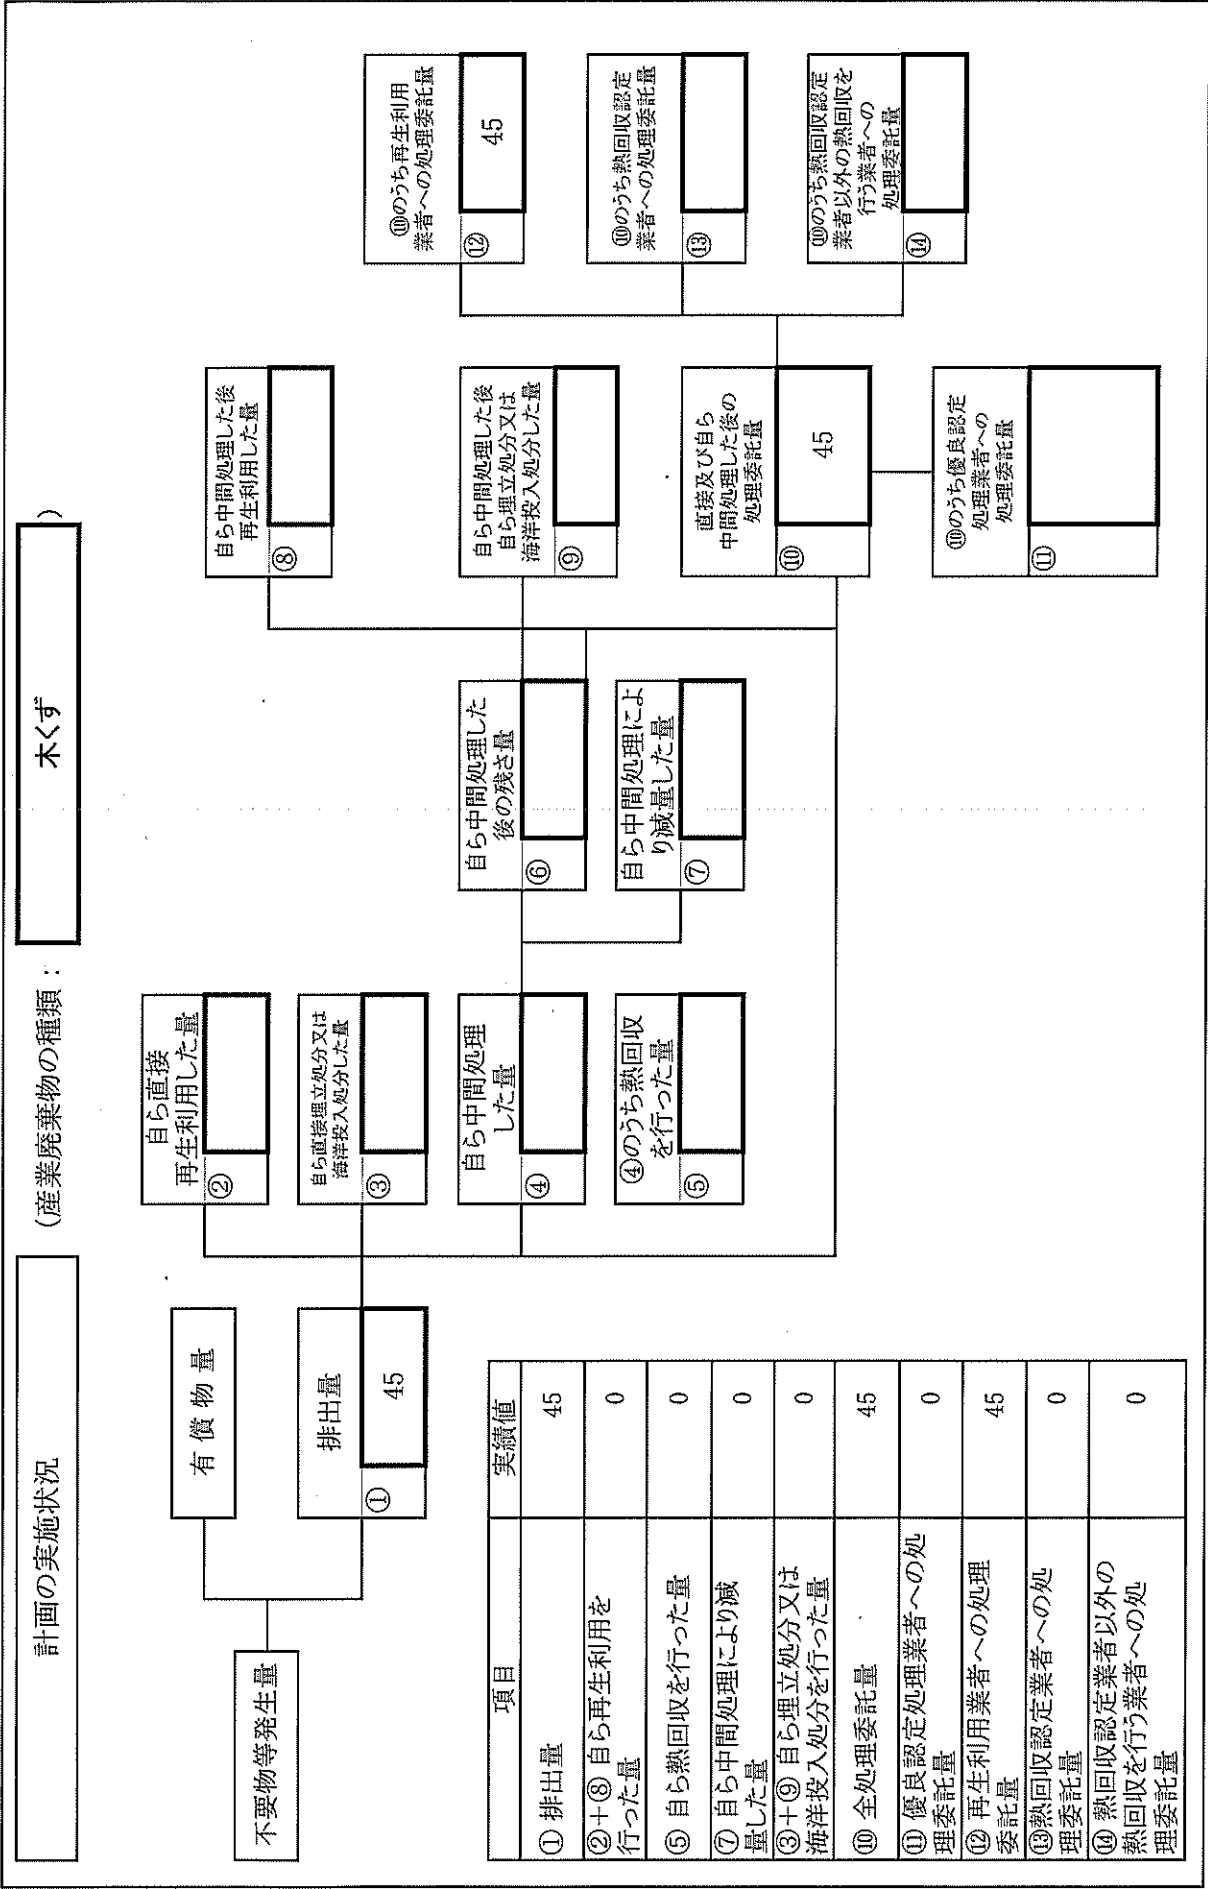 計画の実施状況
（産業廃棄物の種類：
木くず
）
不要物等発生量
有 償 物 量
排出量
①
45
自ら直接
再生利用した量
②
自ら直接埋立処分又は
海洋投入処分した量
③
自ら中間処理
した量
④
④のうち熱回収
を行った量
⑤
自ら中間処理した
後の残さ量
⑥
自ら中間処理によ
り減量した量
⑦
自ら中間処理した後
再生利用した量
⑧
自ら中間処理した後
自ら埋立処分又は
海洋投入処分した量
⑨
直接及び自ら
中間処理した後の
処理委託量
⑩
45
⑩のうち優良認定
処理業者への
処理委託量
⑪
⑩のうち再生利用
業者への処理委託量
⑫
45
⑩のうち熱回収認定
業者への処理委託量
⑬
⑩のうち熱回収認定
業者以外の熱回収を
行う業者への
処理委託量
⑭
項目 実績値
① 排出量 45
②＋⑧ 自ら再生利用を
行った量 0
⑤ 自ら熱回収を行った量 0
⑦ 自ら中間処理により減
量した量 0
③＋⑨ 自ら埋立処分又は
海洋投入処分を行った量 0
⑩ 全処理委託量 45
⑪ 優良認定処理業者への処
理委託量 0
⑫ 再生利用業者への処理
委託量 45
⑬熱回収認定業者への処
理委託量 0
⑭ 熱回収認定業者以外の
熱回収を行う業者への処
理委託量 0